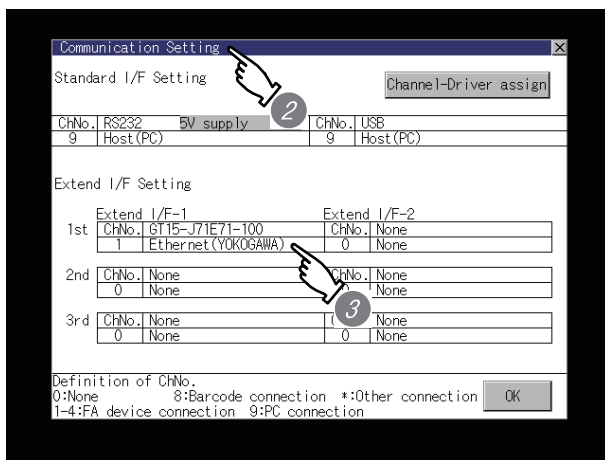 Communication Setting ×
Standard I/F Setting
Channel-Driver assign
ChNo. RS232 5V supply ChNo. USB
9 Host(PC) 9 Host(PC)
Extend I/F Setting
Extend I/F-1 Extend I/F-2
1st ChNo. GT15-J71E71-100 ChNo. None
1 Ethernet(YOKOGAWA) 0 None
2nd ChNo. None ChNo. None
0 None None
3rd ChNo. None None
0 None 0 None
Definition of ChNo.
0:None 8:Barcode connection *:Other connection
1-4:FA device connection 9:PC connection
OK
2
3